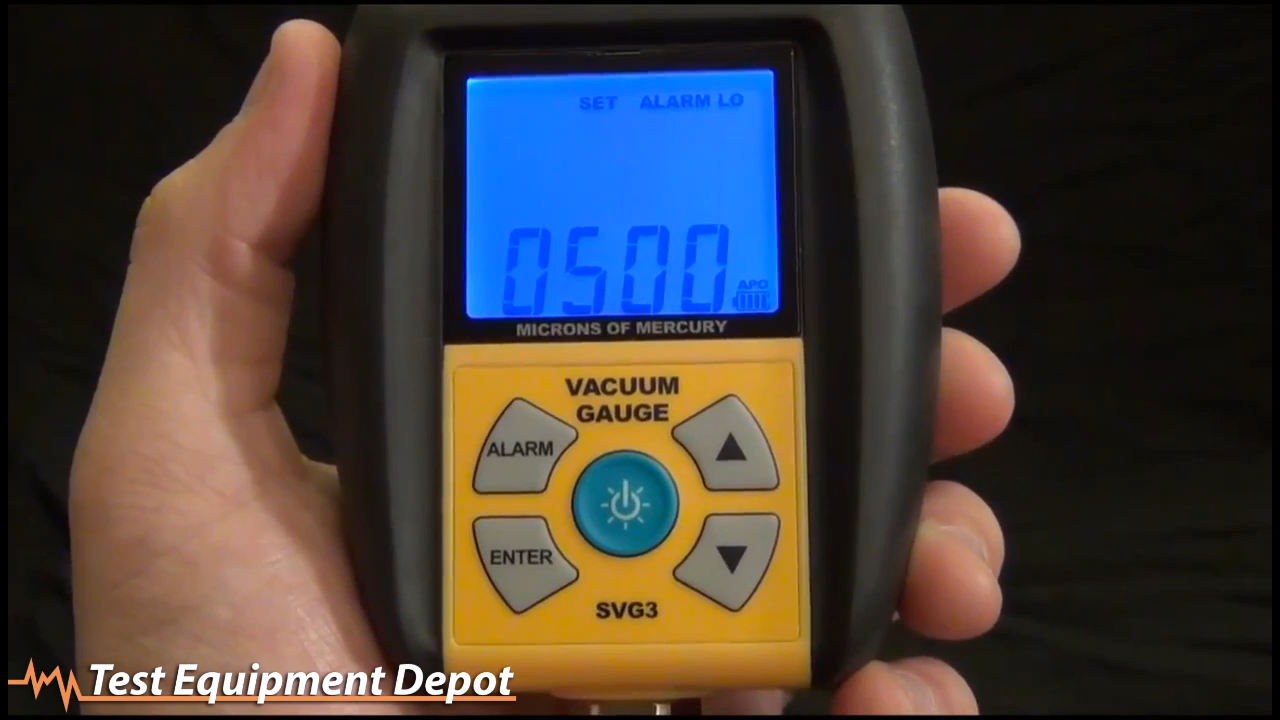 SET ALARM LO
0500
APO
MICRONS OF MERCURY
VACUUM
GAUGE
ALARM
ENTER
SVG3
Test Equipment Depot